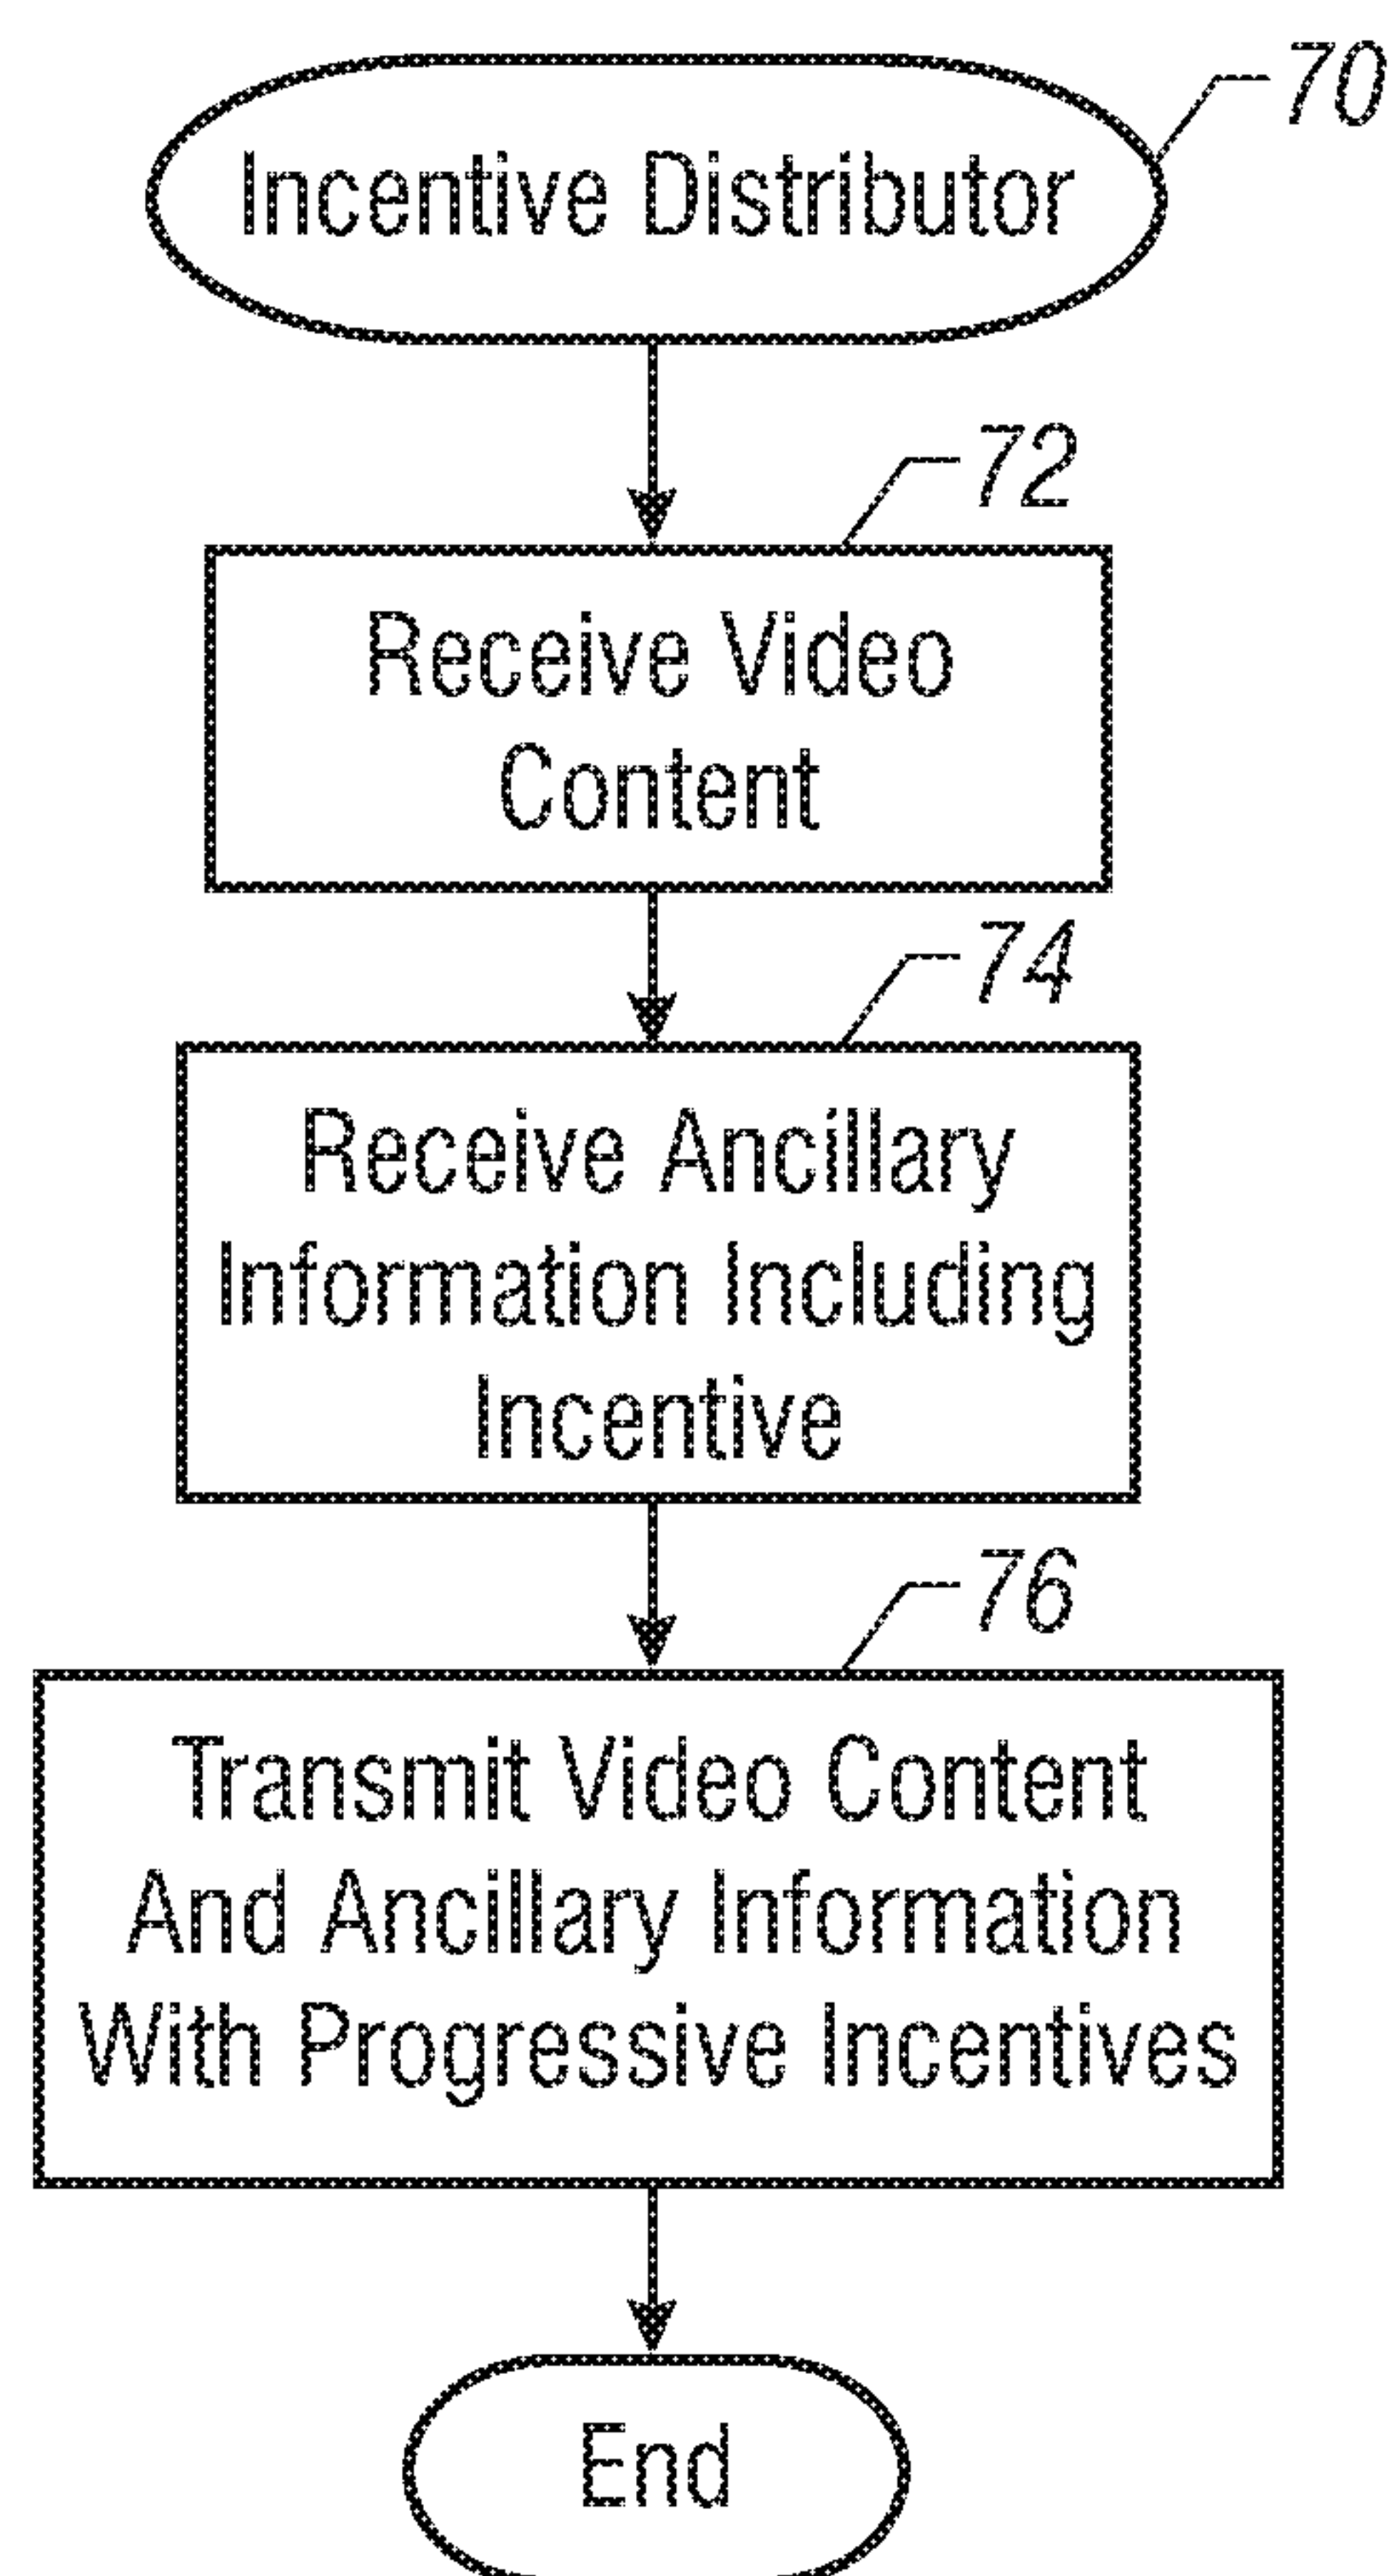 70
Incentive Distributor
72
Receive Video
Content
74
Receive Ancillary
Information Including
Incentive
76
Transmit Video Content
And Ancillary Information
With Progressive Incentives
End